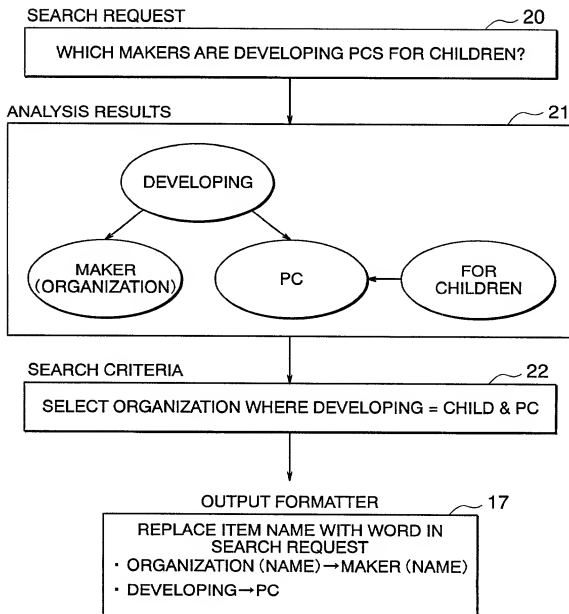 SEARCH REQUEST
20
WHICH MAKERS ARE DEVELOPING PCS FOR CHILDREN?
ANALYSIS RESULTS
21
DEVELOPING
MAKER
(ORGANIZATION)
PC
FOR
CHILDREN
SEARCH CRITERIA
22
SELECT ORGANIZATION WHERE DEVELOPING = CHILD & PC
OUTPUT FORMATTER
17
REPLACE ITEM NAME WITH WORD IN
SEARCH REQUEST
・ ORGANIZATION (NAME)→MAKER (NAME)
・ DEVELOPING→PC